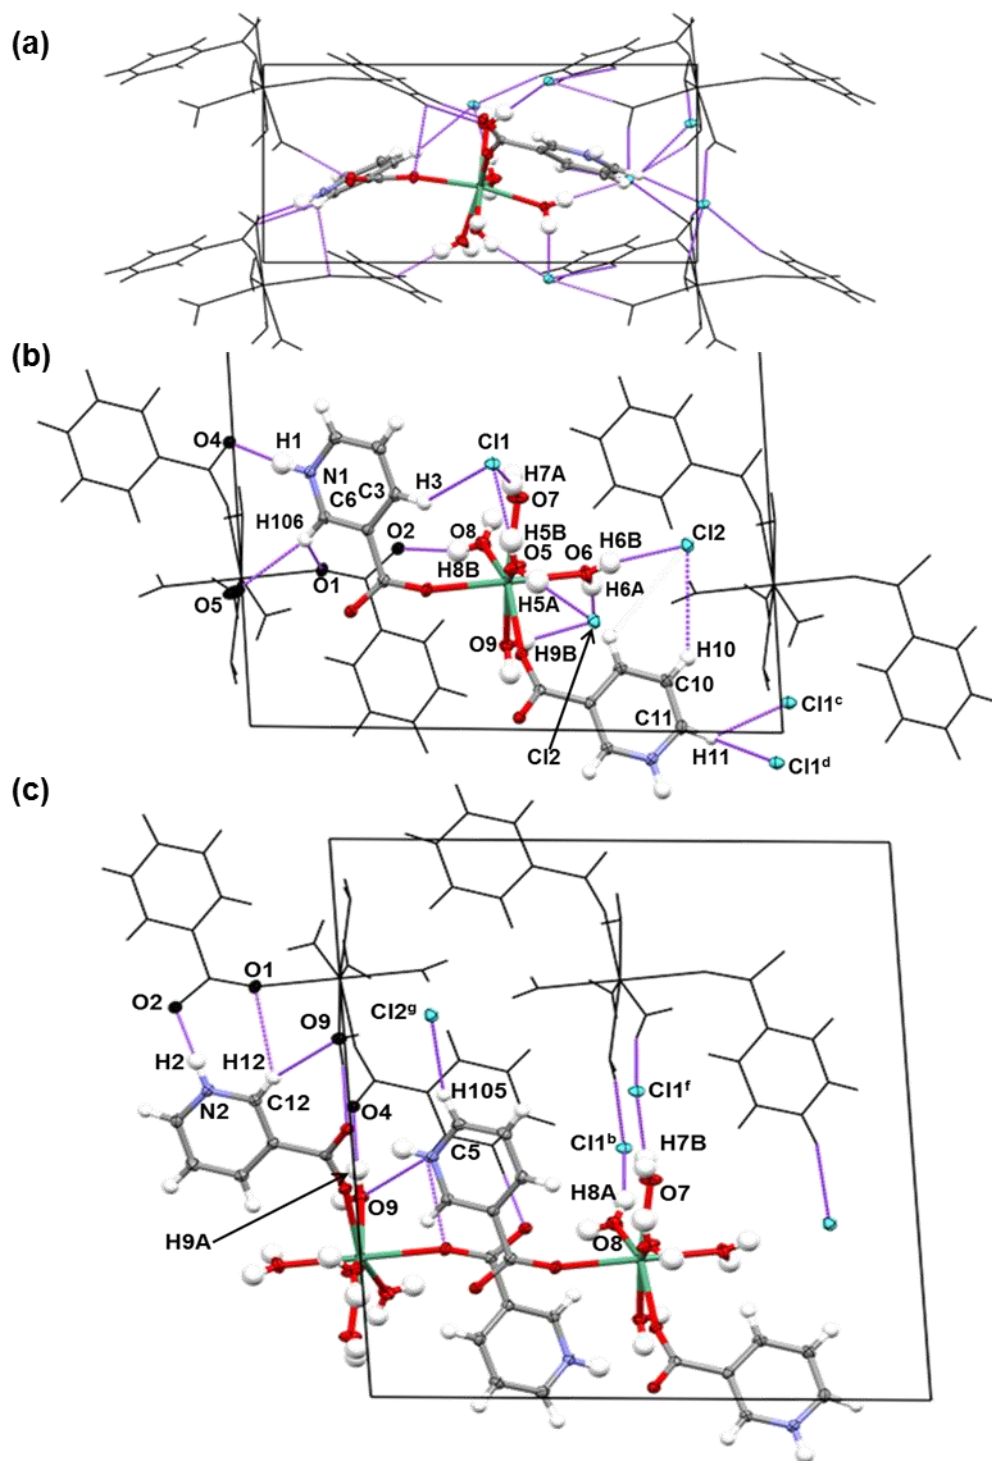 (a)
(b)
Cl1
O4
H1
H7A
N1
H3
O7
C6
C3
H106
O2
O8
H5B
H6B
Cl2
O5
O6
O1
H8B
H6A
O5
H5A
H10
O9
H9B
C10
C11
Cl1ᶜ
Cl2
H11
Cl1ᵈ
(c)
O1
O2
O9
Cl2ᵍ
H2
H12
H105
Cl1ᶠ
N2
C12
O4
Cl1ᵇ
H7B
C5
H8A
O7
O9
H9A
O8